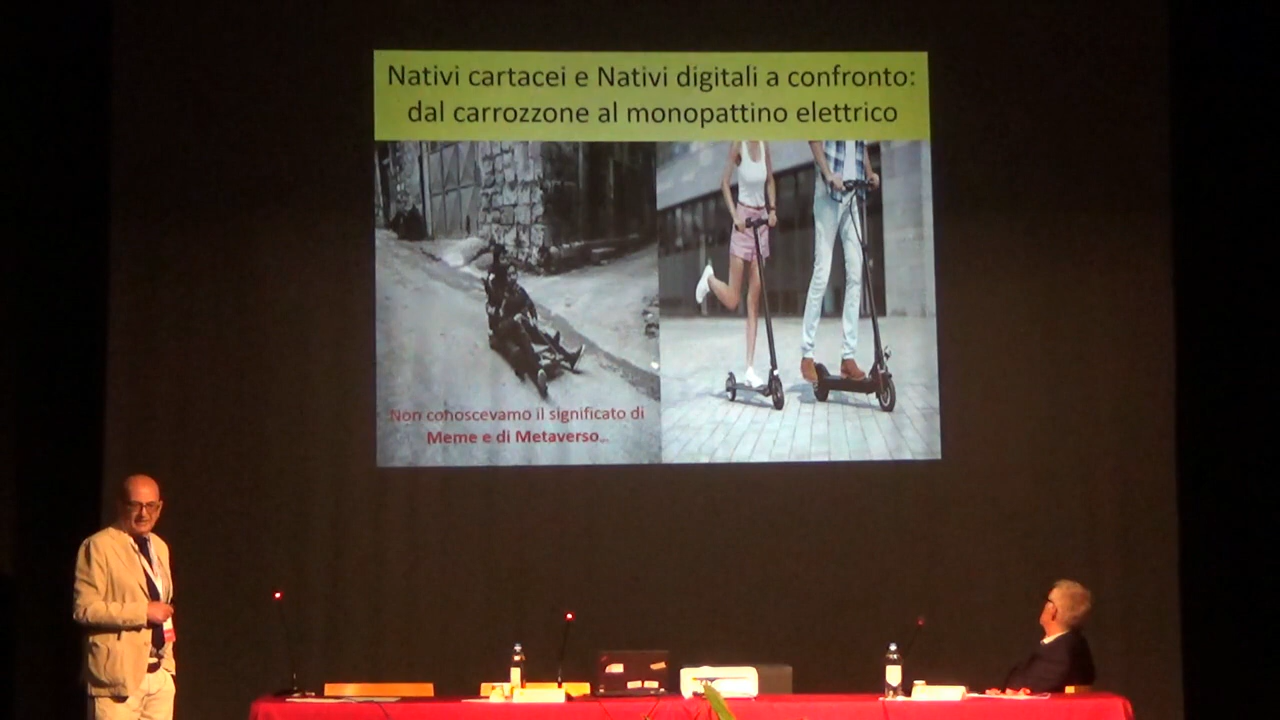 Nativi cartacei e Nativi digitali a confronto:
dal carrozzone al monopattino elettrico
Non conoscevamo il significato di
Meme e di Metaverso...